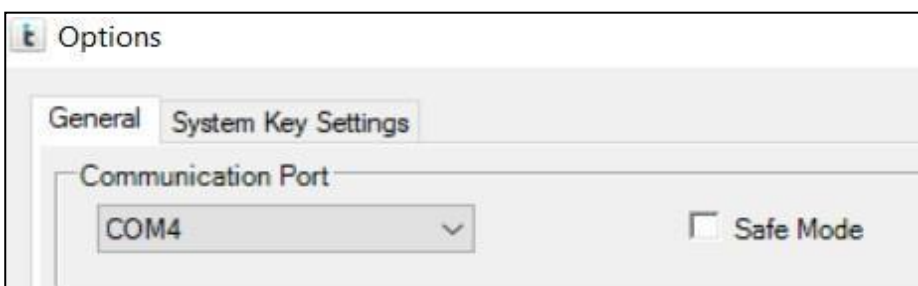 Options
General System Key Settings
Communication Port
COM4 Safe Mode